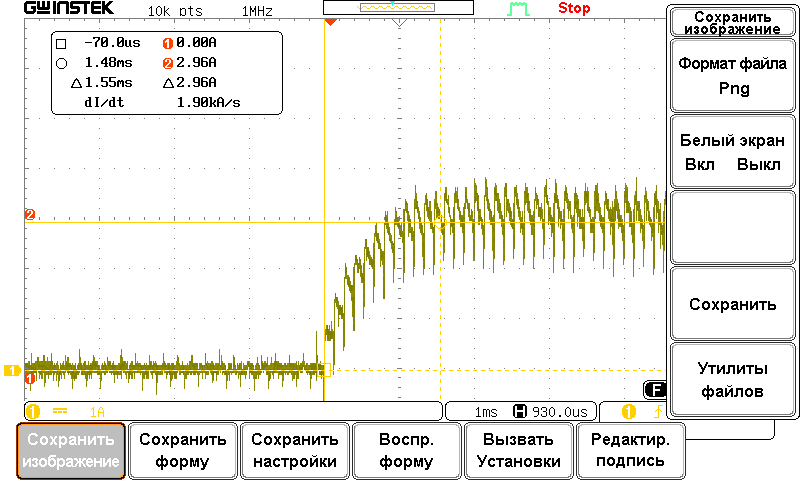 GWINSTEK 10k pts 1MHz Stop
-70.0us 1 0.00A
1.48ms 2 2.96A
△1.55ms △2.96A
dI/dt 1.90kA/s
2
1
1
F
1 1A 1ms H 930.0us 1
Сохранить
изображение
Формат файла
Png
Белый экран
Вкл Выкл
Сохранить
Утилиты
файлов
Сохранить
изображение
Сохранить
форму
Сохранить
настройки
Воспр.
форму
Вызвать
Установки
Редактир.
подпись